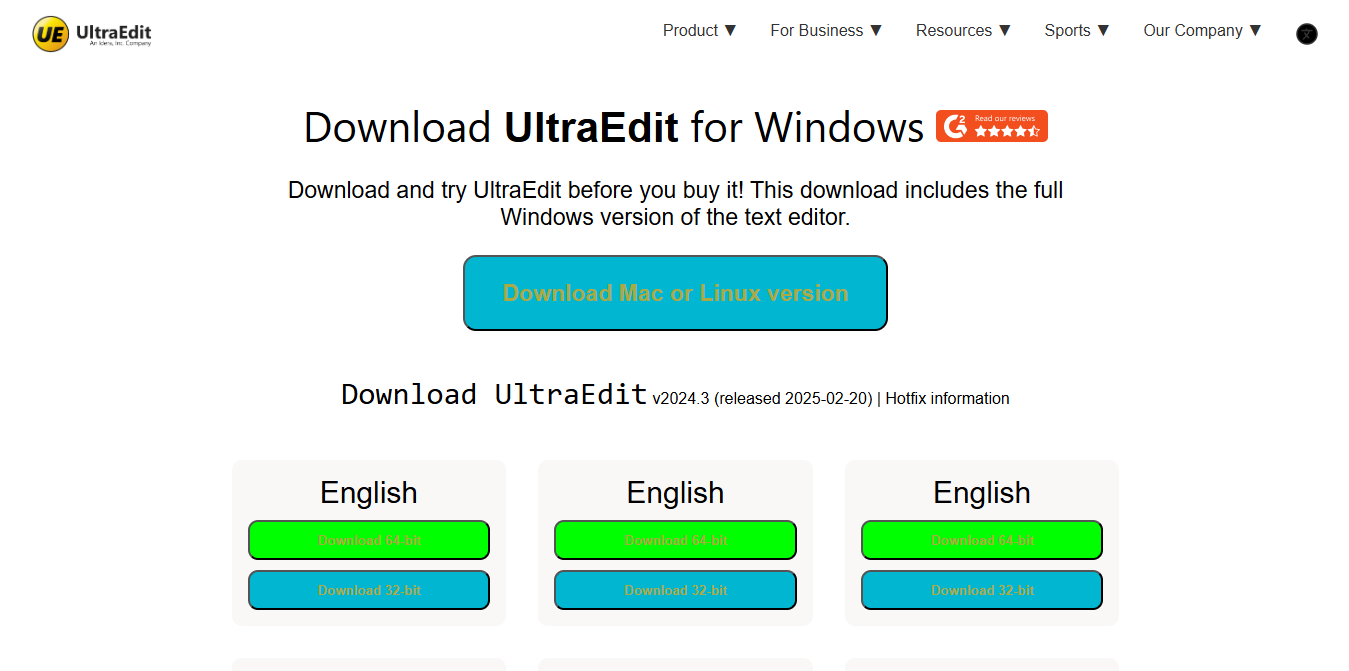 UE UltraEdit
An Idera, Inc. Company
Product ▼ For Business ▼ Resources ▼ Sports ▼ Our Company ▼
Download UltraEdit for Windows
G2 Read our reviews
Download and try UltraEdit before you buy it! This download includes the full
Windows version of the text editor.
Download Mac or Linux version
Download UltraEdit v2024.3 (released 2025-02-20) | Hotfix information
English
Download 64-bit
Download 32-bit
English
Download 64-bit
Download 32-bit
English
Download 64-bit
Download 32-bit